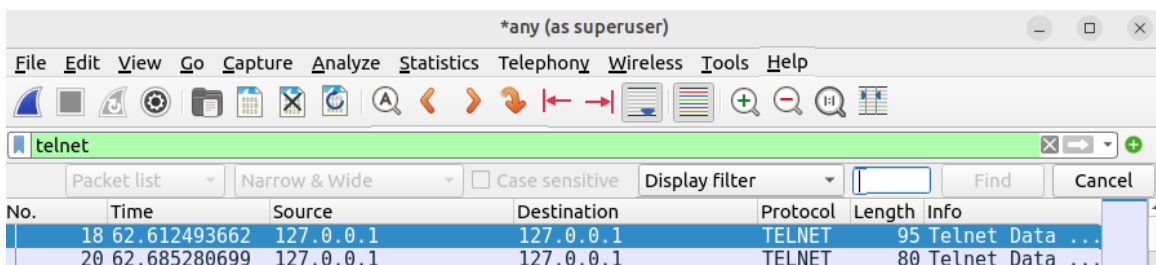 *any (as superuser)
File Edit View Go Capture Analyze Statistics Telephony Wireless Tools Help
telnet
Packet list Narrow & Wide Case sensitive Display filter Find Cancel
No. Time Source Destination Protocol Length Info
18 62.612493662 127.0.0.1 127.0.0.1 TELNET 95 Telnet Data ...
20 62.685280699 127.0.0.1 127.0.0.1 TELNET 80 Telnet Data ...